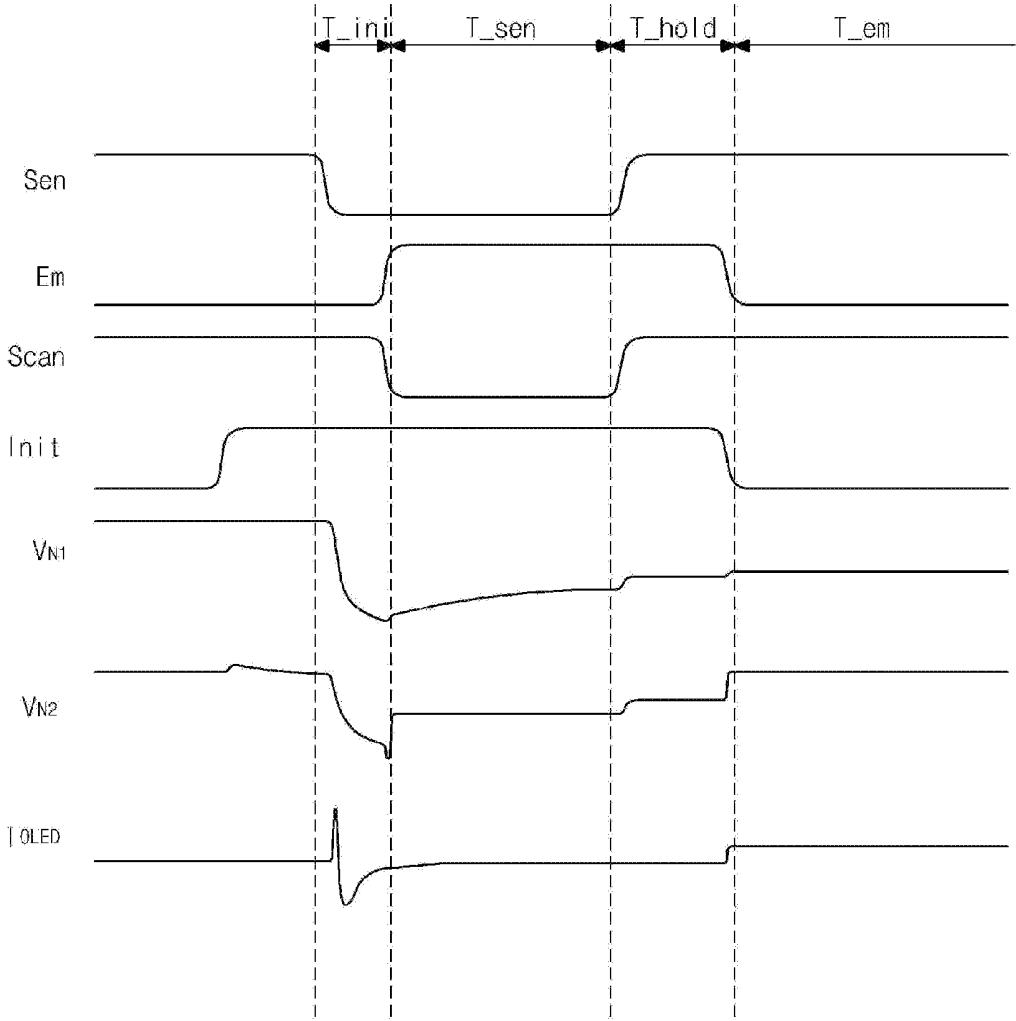 T_ini T_sen T_hold T_em
Sen
Em
Scan
Init
VN1
VN2
IOLED